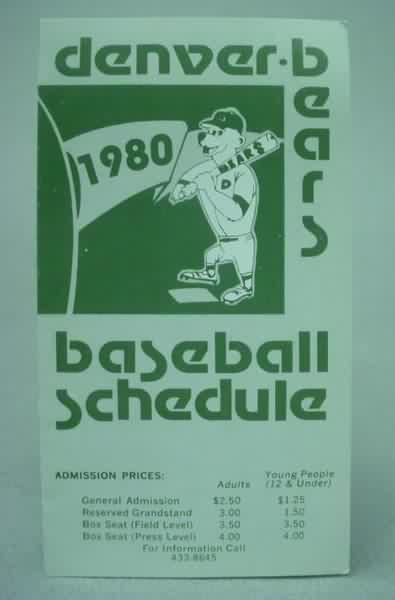 denver·bears
1980
BEARS
D
baseball
schedule
ADMISSION PRICES:
Adults
Young People
(12 & Under)
General Admission $2.50 $1.25
Reserved Grandstand 3.00 1.50
Box Seat (Field Level) 3.50 3.50
Box Seat (Press Level) 4.00 4.00
For Information Call
433-8645